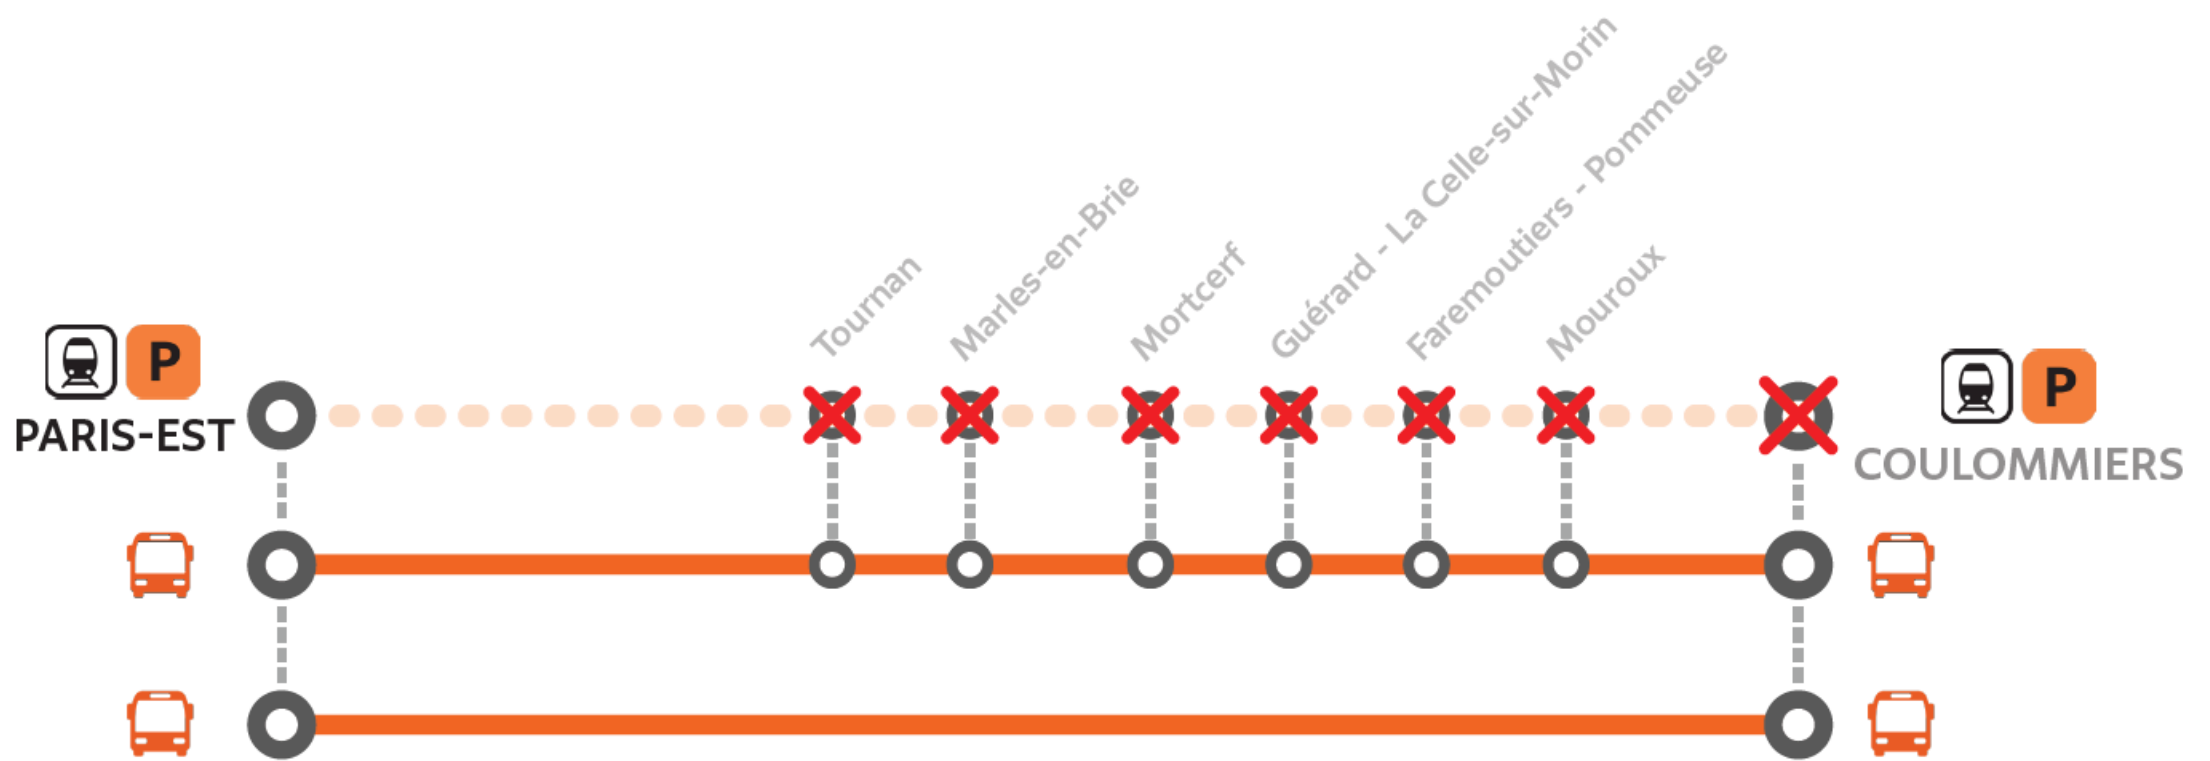 Tournan
Marles-en-Brie
Mortcerf
Guérard - La Celle-sur-Morin
Faremoutiers - Pommeuse
Mouroux
P
PARIS-EST
P
COULOMMIERS